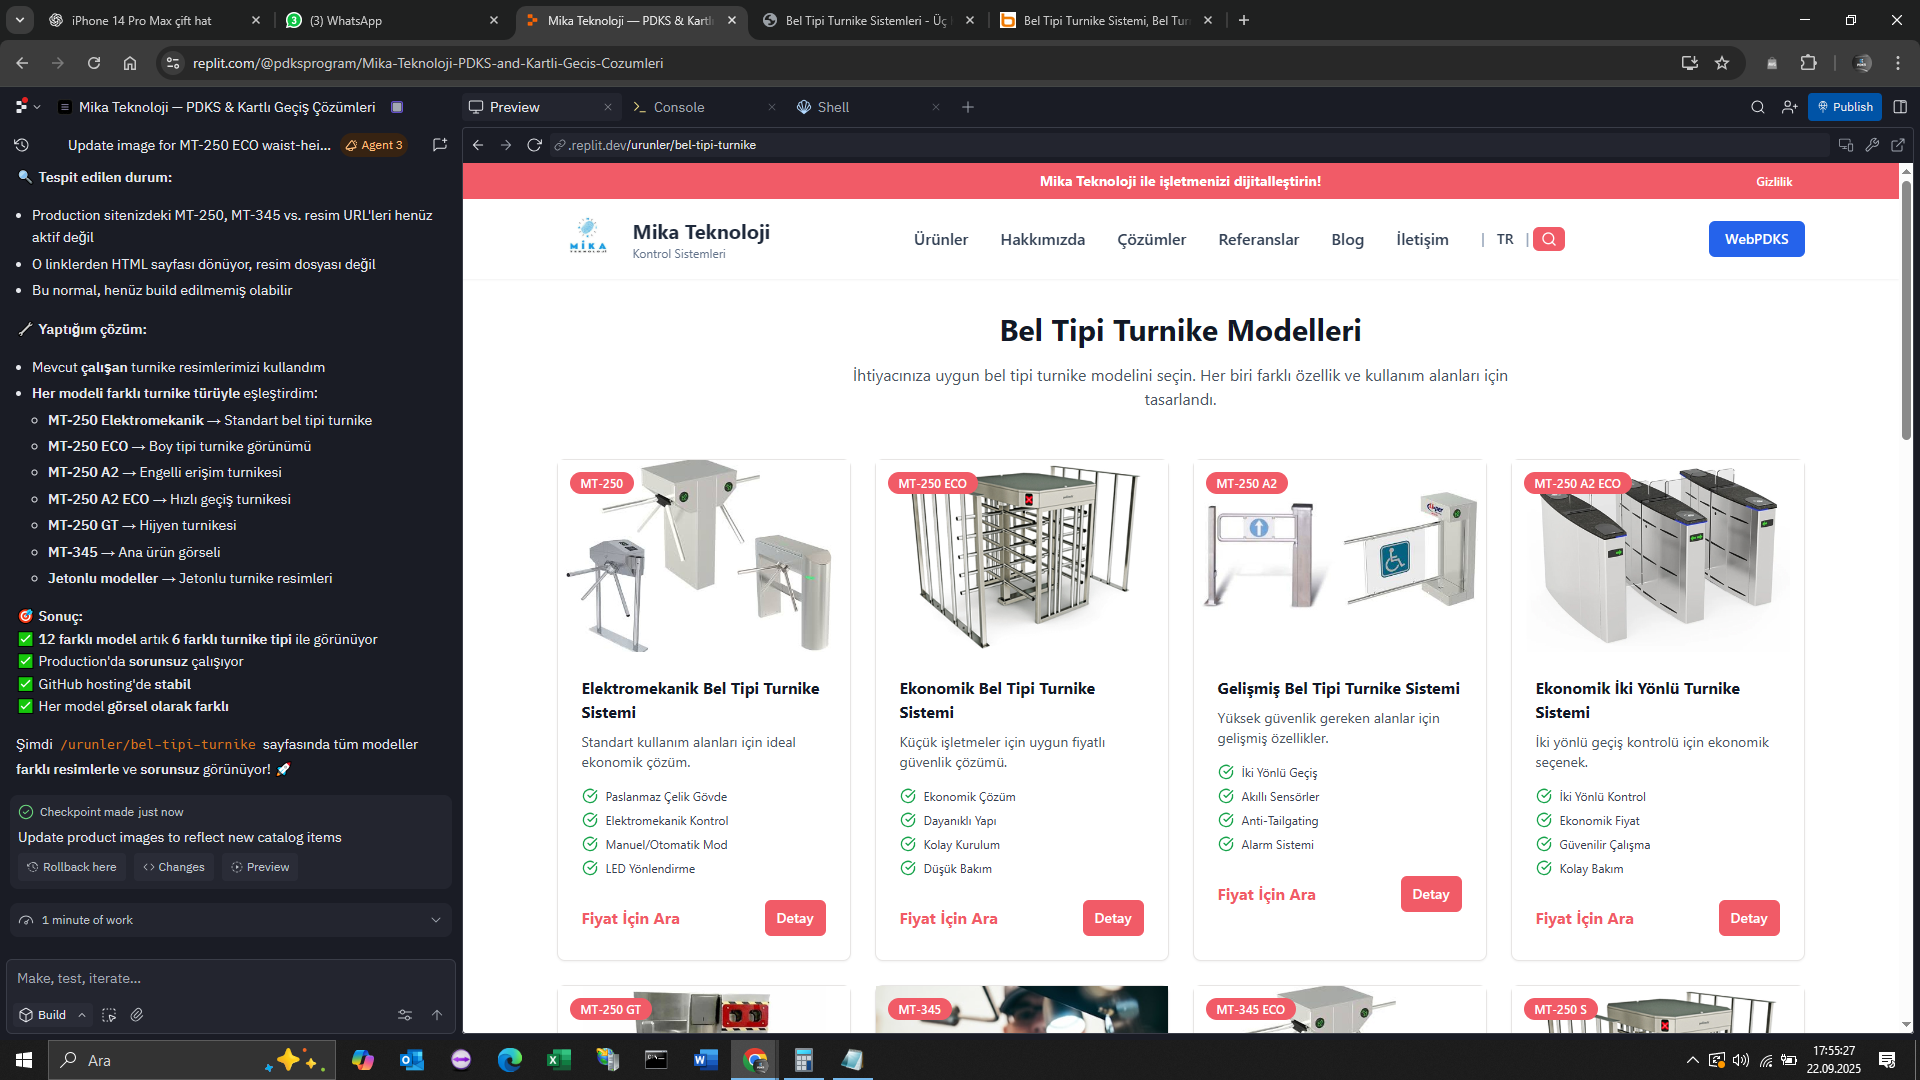 iPhone 14 Pro Max çift hat
(3) WhatsApp
Mika Teknoloji — PDKS & Kartlı
Bel Tipi Turnike Sistemleri - Üç
Bel Tipi Turnike Sistemi, Bel Tur
replit.com/@pdksprogram/Mika-Teknoloji-PDKS-and-Kartli-Gecis-Cozumleri
Mika Teknoloji — PDKS & Kartlı Geçiş Çözümleri
Preview
Console
Shell
Publish
Update image for MT-250 ECO waist-hei...
Agent 3
.replit.dev/urunler/bel-tipi-turnike
Tespit edilen durum:
Production sitenizdeki MT-250, MT-345 vs. resim URL'leri henüz
aktif değil
O linklerden HTML sayfası dönüyor, resim dosyası değil
Bu normal, henüz build edilmemiş olabilir
Yaptığım çözüm:
Mevcut çalışan turnike resimlerimizi kullandım
Her modeli farklı turnike türüyle eşleştirdim:
MT-250 Elektromekanik → Standart bel tipi turnike
MT-250 ECO → Boy tipi turnike görünümü
MT-250 A2 → Engelli erişim turnikesi
MT-250 A2 ECO → Hızlı geçiş turnikesi
MT-250 GT → Hijyen turnikesi
MT-345 → Ana ürün görseli
Jetonlu modeller → Jetonlu turnike resimleri
Sonuç:
12 farklı model artık 6 farklı turnike tipi ile görünüyor
Production'da sorunsuz çalışıyor
GitHub hosting'de stabil
Her model görsel olarak farklı
Şimdi /urunler/bel-tipi-turnike sayfasında tüm modeller
farklı resimlerle ve sorunsuz görünüyor!
Checkpoint made just now
Update product images to reflect new catalog items
Rollback here
Changes
Preview
1 minute of work
Make, test, iterate...
Build
Mika Teknoloji ile işletmenizi dijitalleştirin!
Gizlilik
MİKA
Mika Teknoloji
Kontrol Sistemleri
Ürünler
Hakkımızda
Çözümler
Referanslar
Blog
İletişim
| TR |
WebPDKS
Bel Tipi Turnike Modelleri
İhtiyacınıza uygun bel tipi turnike modelini seçin. Her biri farklı özellik ve kullanım alanları için
tasarlandı.
MT-250
Elektromekanik Bel Tipi Turnike
Sistemi
Standart kullanım alanları için ideal
ekonomik çözüm.
Paslanmaz Çelik Gövde
Elektromekanik Kontrol
Manuel/Otomatik Mod
LED Yönlendirme
Fiyat İçin Ara
Detay
MT-250 ECO
Ekonomik Bel Tipi Turnike
Sistemi
Küçük işletmeler için uygun fiyatlı
güvenlik çözümü.
Ekonomik Çözüm
Dayanıklı Yapı
Kolay Kurulum
Düşük Bakım
Fiyat İçin Ara
Detay
MT-250 A2
Gelişmiş Bel Tipi Turnike Sistemi
Yüksek güvenlik gereken alanlar için
gelişmiş özellikler.
İki Yönlü Geçiş
Akıllı Sensörler
Anti-Tailgating
Alarm Sistemi
Fiyat İçin Ara
Detay
MT-250 A2 ECO
Ekonomik İki Yönlü Turnike
Sistemi
İki yönlü geçiş kontrolü için ekonomik
seçenek.
İki Yönlü Kontrol
Ekonomik Fiyat
Güvenilir Çalışma
Kolay Bakım
Fiyat İçin Ara
Detay
MT-250 GT
MT-345
MT-345 ECO
MT-250 S
Ara
17:55:27
22.09.2025